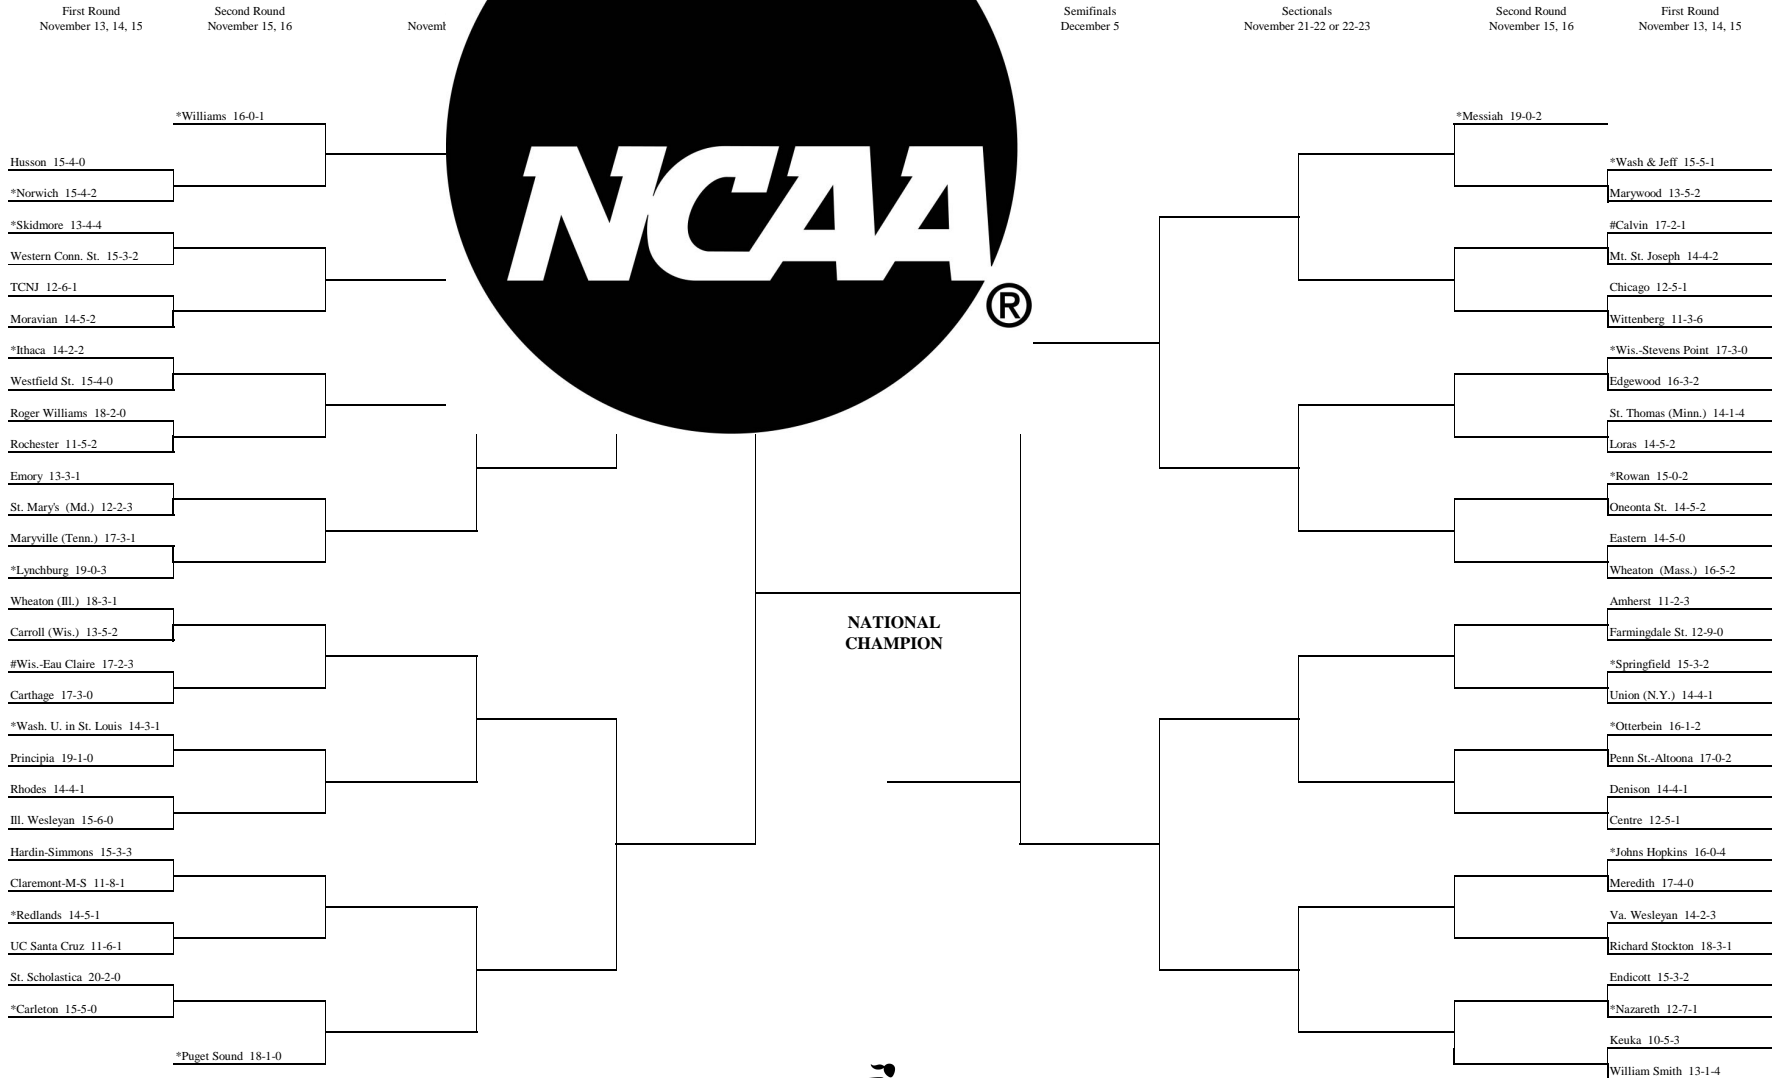 First Round
November 13, 14, 15
Second Round
November 15, 16
Semifinals
December 5
Sectionals
November 21-22 or 22-23
Second Round
November 15, 16
First Round
November 13, 14, 15
*Williams 16-0-1
Husson 15-4-0
*Norwich 15-4-2
*Skidmore 13-4-4
Western Conn. St. 15-3-2
TCNJ 12-6-1
Moravian 14-5-2
*Ithaca 14-2-2
Westfield St. 15-4-0
Roger Williams 18-2-0
Rochester 11-5-2
Emory 13-3-1
St. Mary's (Md.) 12-2-3
Maryville (Tenn.) 17-3-1
*Lynchburg 19-0-3
Wheaton (Ill.) 18-3-1
Carroll (Wis.) 13-5-2
#Wis.-Eau Claire 17-2-3
Carthage 17-3-0
*Wash. U. in St. Louis 14-3-1
Principia 19-1-0
Rhodes 14-4-1
Ill. Wesleyan 15-6-0
Hardin-Simmons 15-3-3
Claremont-M-S 11-8-1
*Redlands 14-5-1
UC Santa Cruz 11-6-1
St. Scholastica 20-2-0
*Carleton 15-5-0
*Puget Sound 18-1-0
NCAA
®
NATIONAL
CHAMPION
*Messiah 19-0-2
*Wash & Jeff 15-5-1
Marywood 13-5-2
#Calvin 17-2-1
Mt. St. Joseph 14-4-2
Chicago 12-5-1
Wittenberg 11-3-6
*Wis.-Stevens Point 17-3-0
Edgewood 16-3-2
St. Thomas (Minn.) 14-1-4
Loras 14-5-2
*Rowan 15-0-2
Oneonta St. 14-5-2
Eastern 14-5-0
Wheaton (Mass.) 16-5-2
Amherst 11-2-3
Farmingdale St. 12-9-0
*Springfield 15-3-2
Union (N.Y.) 14-4-1
*Otterbein 16-1-2
Penn St.-Altoona 17-0-2
Denison 14-4-1
Centre 12-5-1
*Johns Hopkins 16-0-4
Meredith 17-4-0
Va. Wesleyan 14-2-3
Richard Stockton 18-3-1
Endicott 15-3-2
*Nazareth 12-7-1
Keuka 10-5-3
William Smith 13-1-4